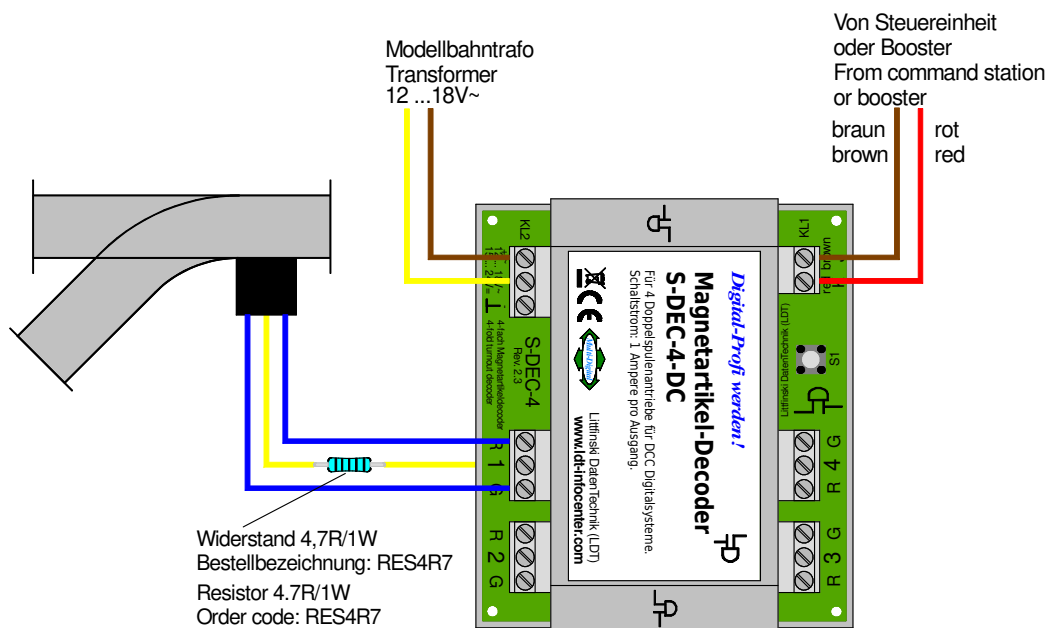 Modellbahntrafo
Transformer
12 ...18V~
Von Steuereinheit
oder Booster
From command station
or booster
braun
brown
rot
red
KL2
4-fach Magnetartikeldecoder
4-fold turnout decoder
S-DEC-4
Rev. 2.3
R 1 G
R 2 G
Digital-Profi werden!
Magnetartikel-Decoder
S-DEC-4-DC
Für 4 Doppelspulenantriebe für DCC Digitalsysteme.
Schaltstrom: 1 Ampere pro Ausgang.
CE
Multi-Digital
Littfinski DatenTechnik (LDT)
www.ldt-infocenter.com
KL1
red brown
Littfinski DatenTechnik (LDT)
S1
R 4 G
R 3 G
Widerstand 4,7R/1W
Bestellbezeichnung: RES4R7
Resistor 4.7R/1W
Order code: RES4R7